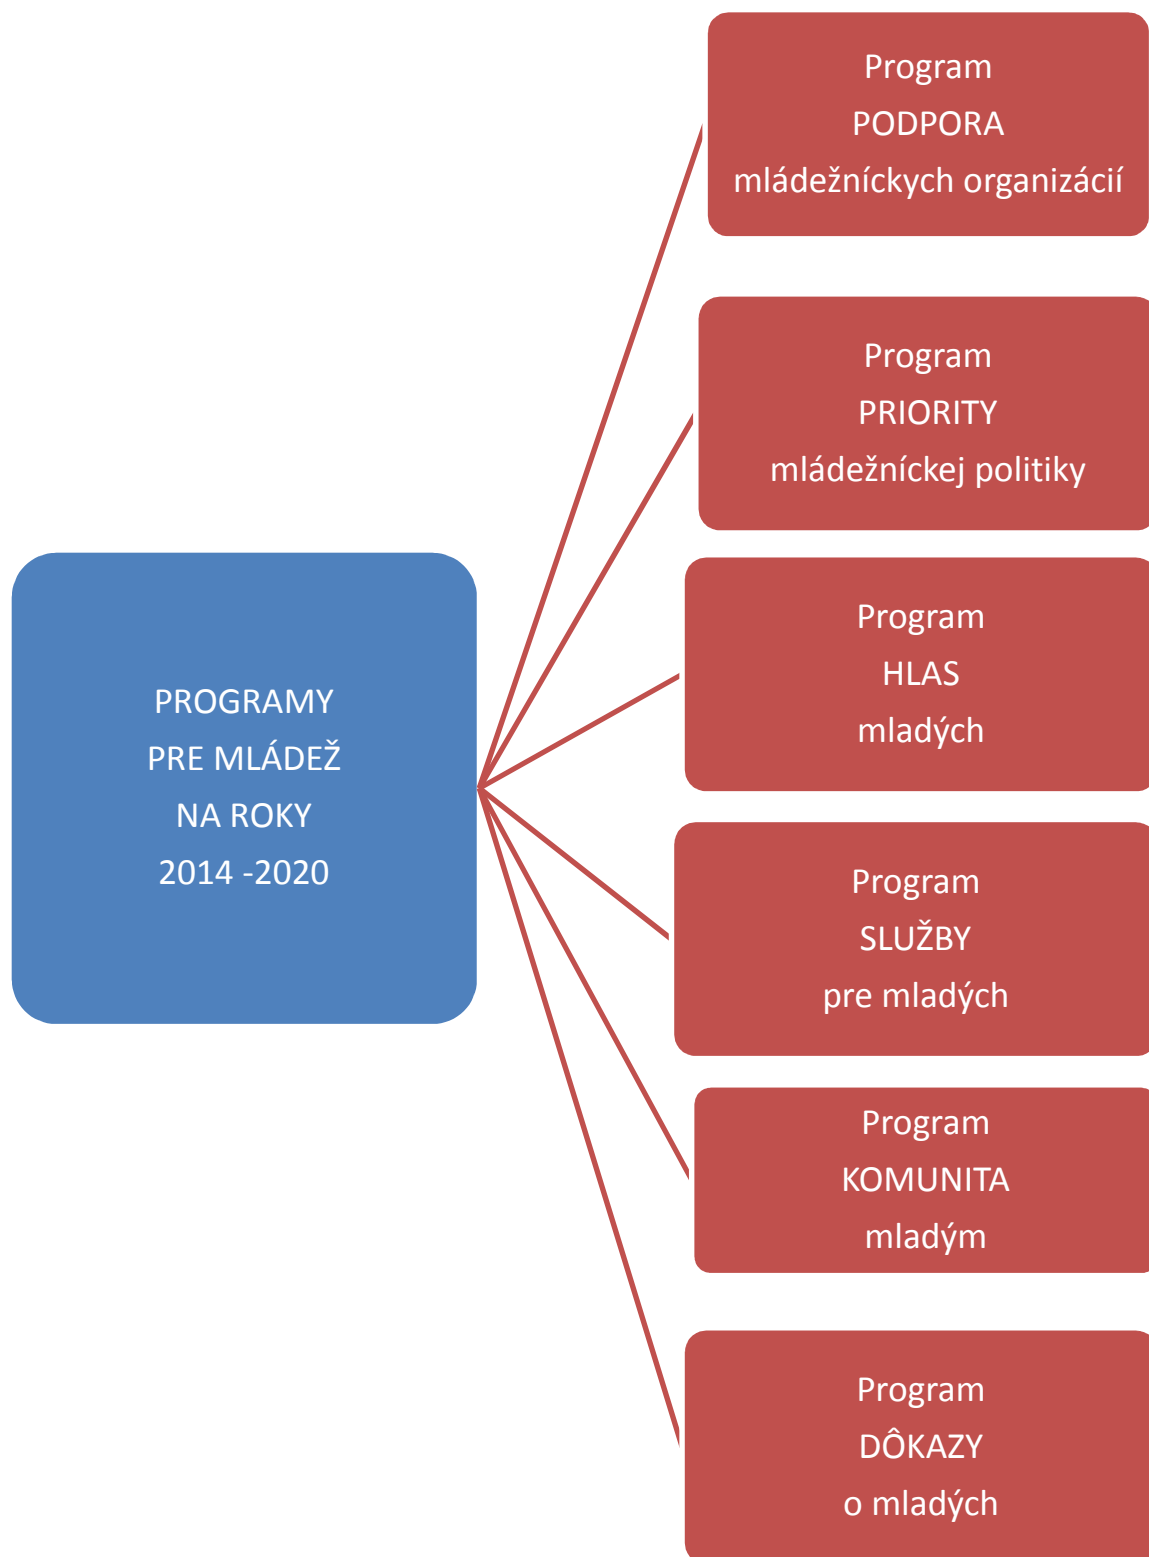 PROGRAMY
PRE MLÁDEŽ
NA ROKY
2014 -2020
Program
PODPORA
mládežníckych organizácií
Program
PRIORITY
mládežníckej politiky
Program
HLAS
mladých
Program
SLUŽBY
pre mladých
Program
KOMUNITA
mladým
Program
DÔKAZY
o mladých